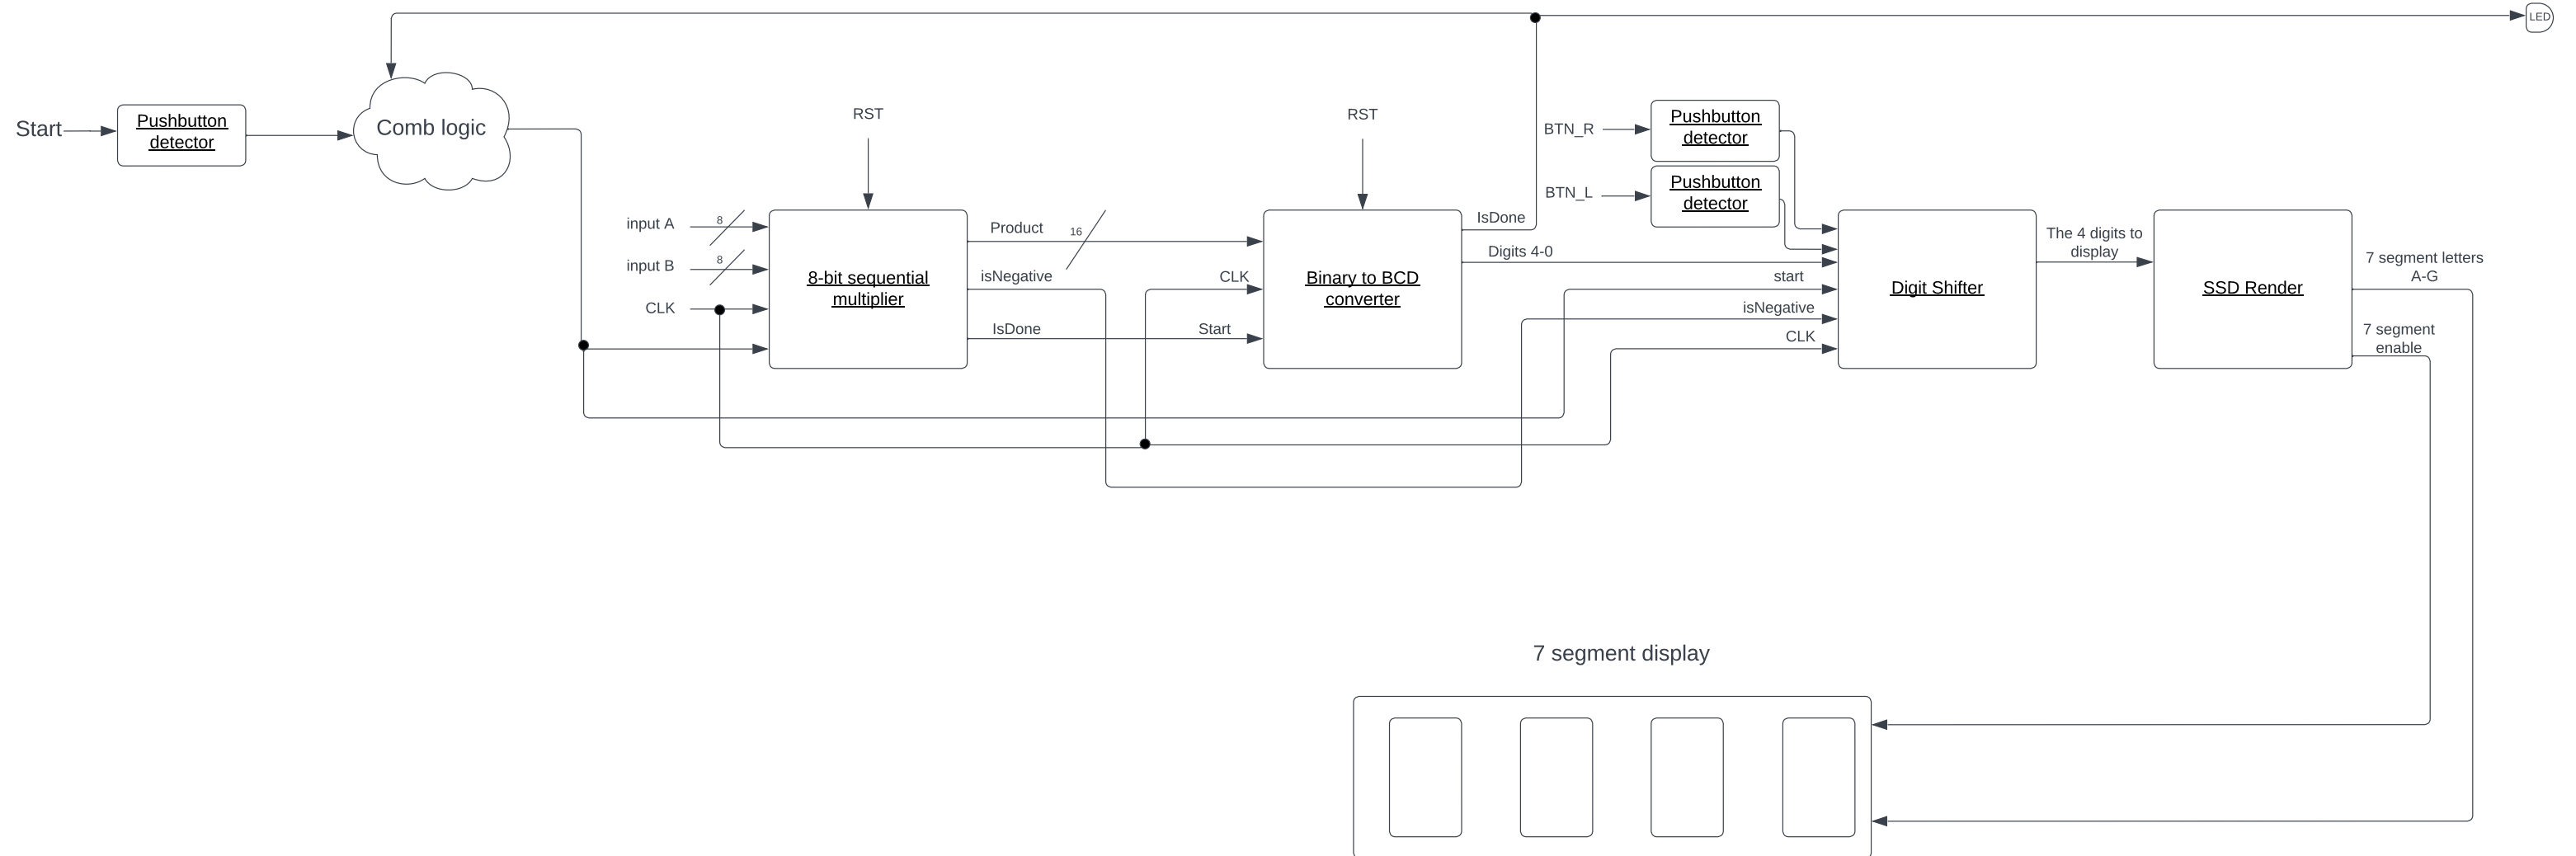 LED
Start
Pushbutton
detector
Comb logic
RST
RST
BTN_R
Pushbutton
detector
BTN_L
Pushbutton
detector
input A
8
input B
8
CLK
8-bit sequential
multiplier
Product
16
isNegative
IsDone
CLK
Start
Binary to BCD
converter
IsDone
Digits 4-0
start
isNegative
CLK
Digit Shifter
The 4 digits to
display
SSD Render
7 segment letters
A-G
7 segment
enable
7 segment display